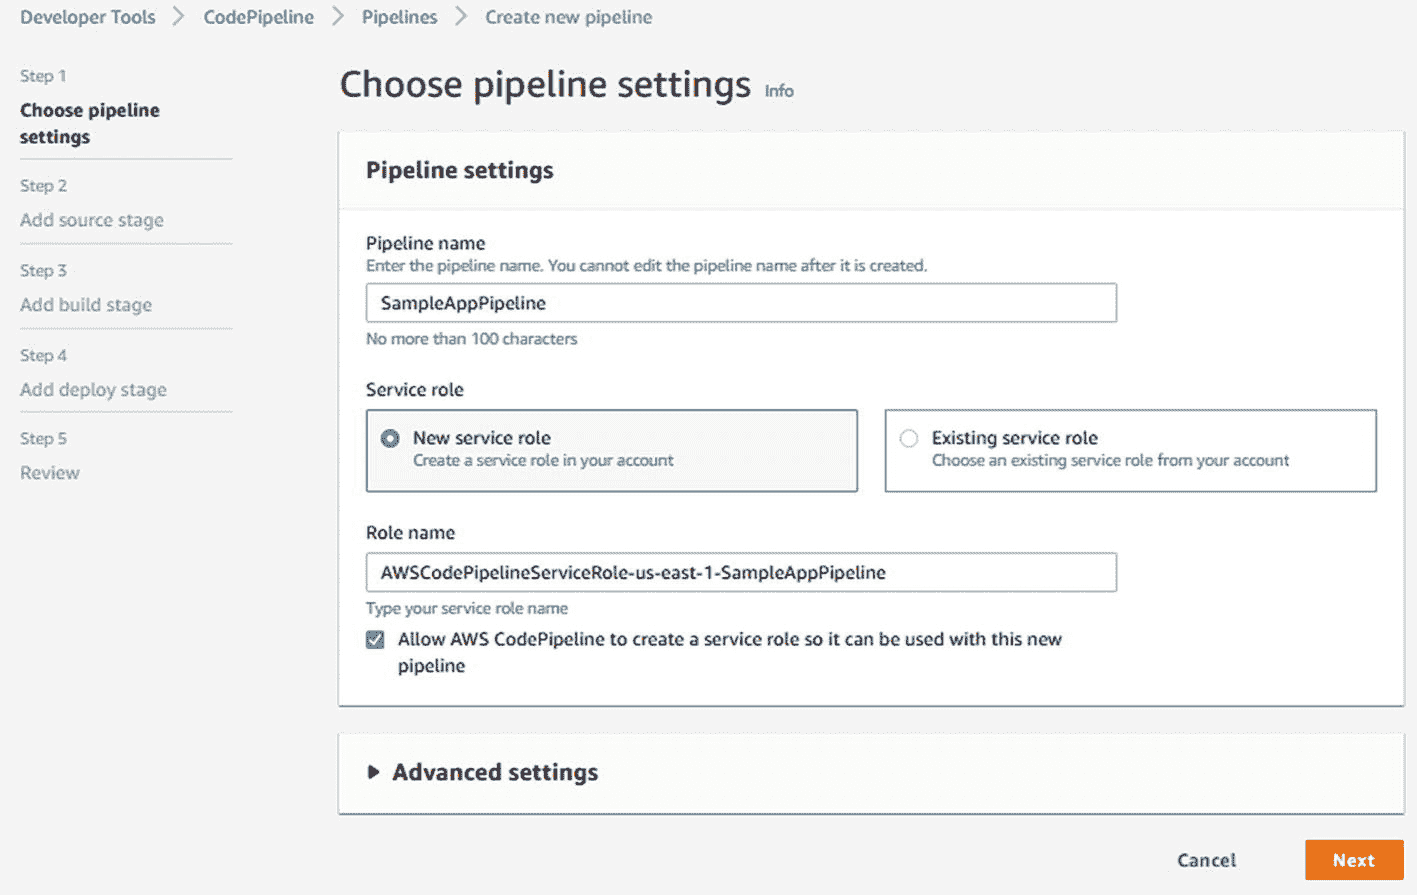 Developer Tools > CodePipeline > Pipelines > Create new pipeline
Step 1
Choose pipeline
settings
Step 2
Add source stage
Step 3
Add build stage
Step 4
Add deploy stage
Step 5
Review
Choose pipeline settings Info
Pipeline settings
Pipeline name
Enter the pipeline name. You cannot edit the pipeline name after it is created.
SampleAppPipeline
No more than 100 characters
Service role
New service role
Create a service role in your account
Existing service role
Choose an existing service role from your account
Role name
AWSCodePipelineServiceRole-us-east-1-SampleAppPipeline
Type your service role name
Allow AWS CodePipeline to create a service role so it can be used with this new
pipeline
Advanced settings
Cancel
Next